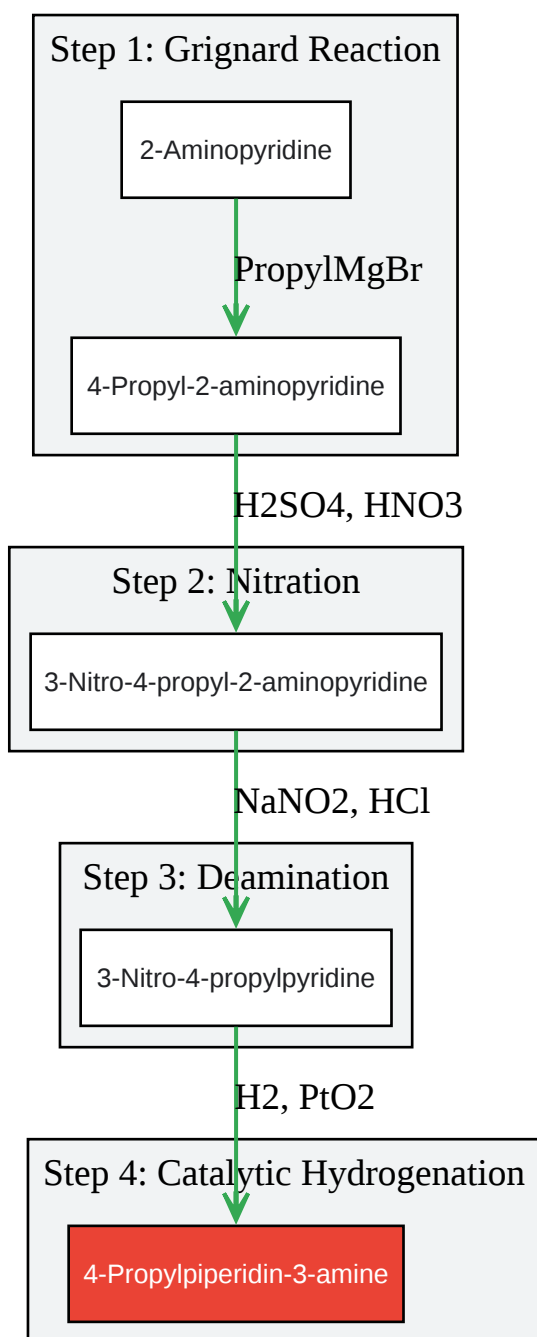 Step 1: Grignard Reaction
2-Aminopyridine
PropylMgBr
4-Propyl-2-aminopyridine
H2SO4, HNO3
Step 2: Nitration
3-Nitro-4-propyl-2-aminopyridine
NaNO2, HCl
Step 3: Deamination
3-Nitro-4-propylpyridine
H2, PtO2
Step 4: Catalytic Hydrogenation
4-Propylpiperidin-3-amine